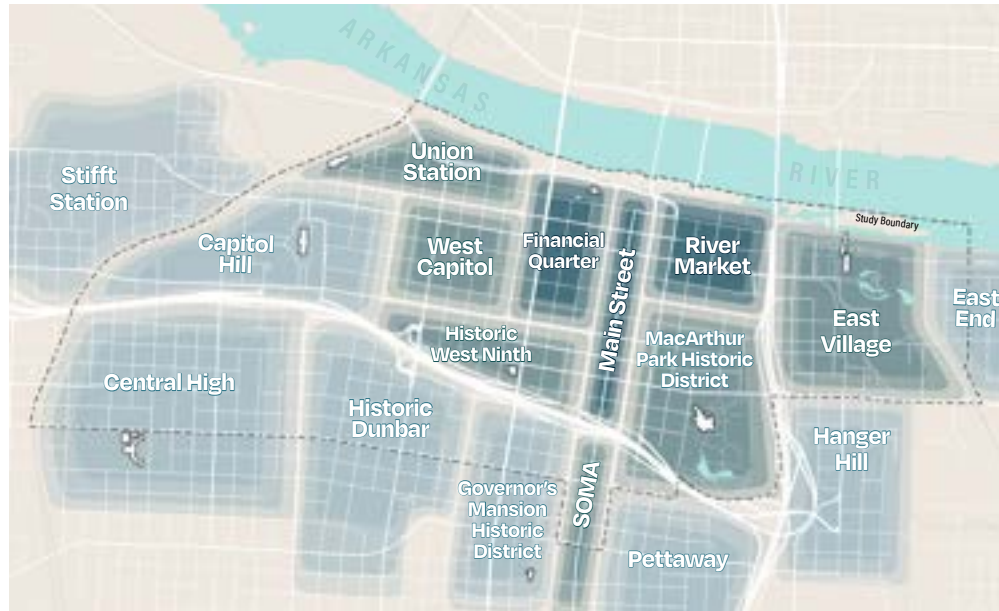 ARKANSAS
RIVER
Union
Station
Stifft
Station
Study Boundary
Capitol
Hill
West
Capitol
Financial
Quarter
Main Street
River
Market
East
Village
East
End
Historic
West Ninth
MacArthur
Park Historic
District
Central High
Historic
Dunbar
Hanger
Hill
Governor's
Mansion
Historic
District
SOMA
Pettaway